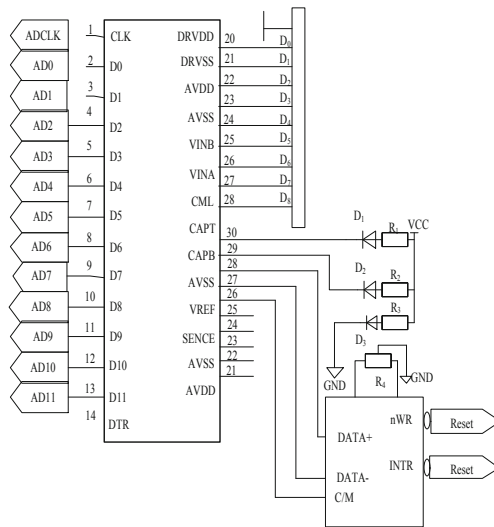 ADCLK 1 CLK DRVDD 20 D0
AD0 2 D0 DRVSS 21 D1
AD1 3 D1 AVDD 22 D2
AD2 4 D2 AVSS 23 D3
AD3 5 D3 VINB 24 D4
AD4 6 D4 VINA 25 D5
AD5 7 D5 CML 26 D6
AD6 8 D6 CAPT 27 D7
AD7 9 D7 CAPB 28 D8
AD8 10 D8 AVSS 30 D1 R1 VCC
AD9 11 D9 VREF 29 D2 R2
AD10 12 D10 SENCE 28 R3
AD11 13 D11 AVSS 27 D3
14 DTR AVDD 26
25
24
23
22
21
GND R4 GND
DATA+ nWR Reset
DATA- INTR Reset
C/M